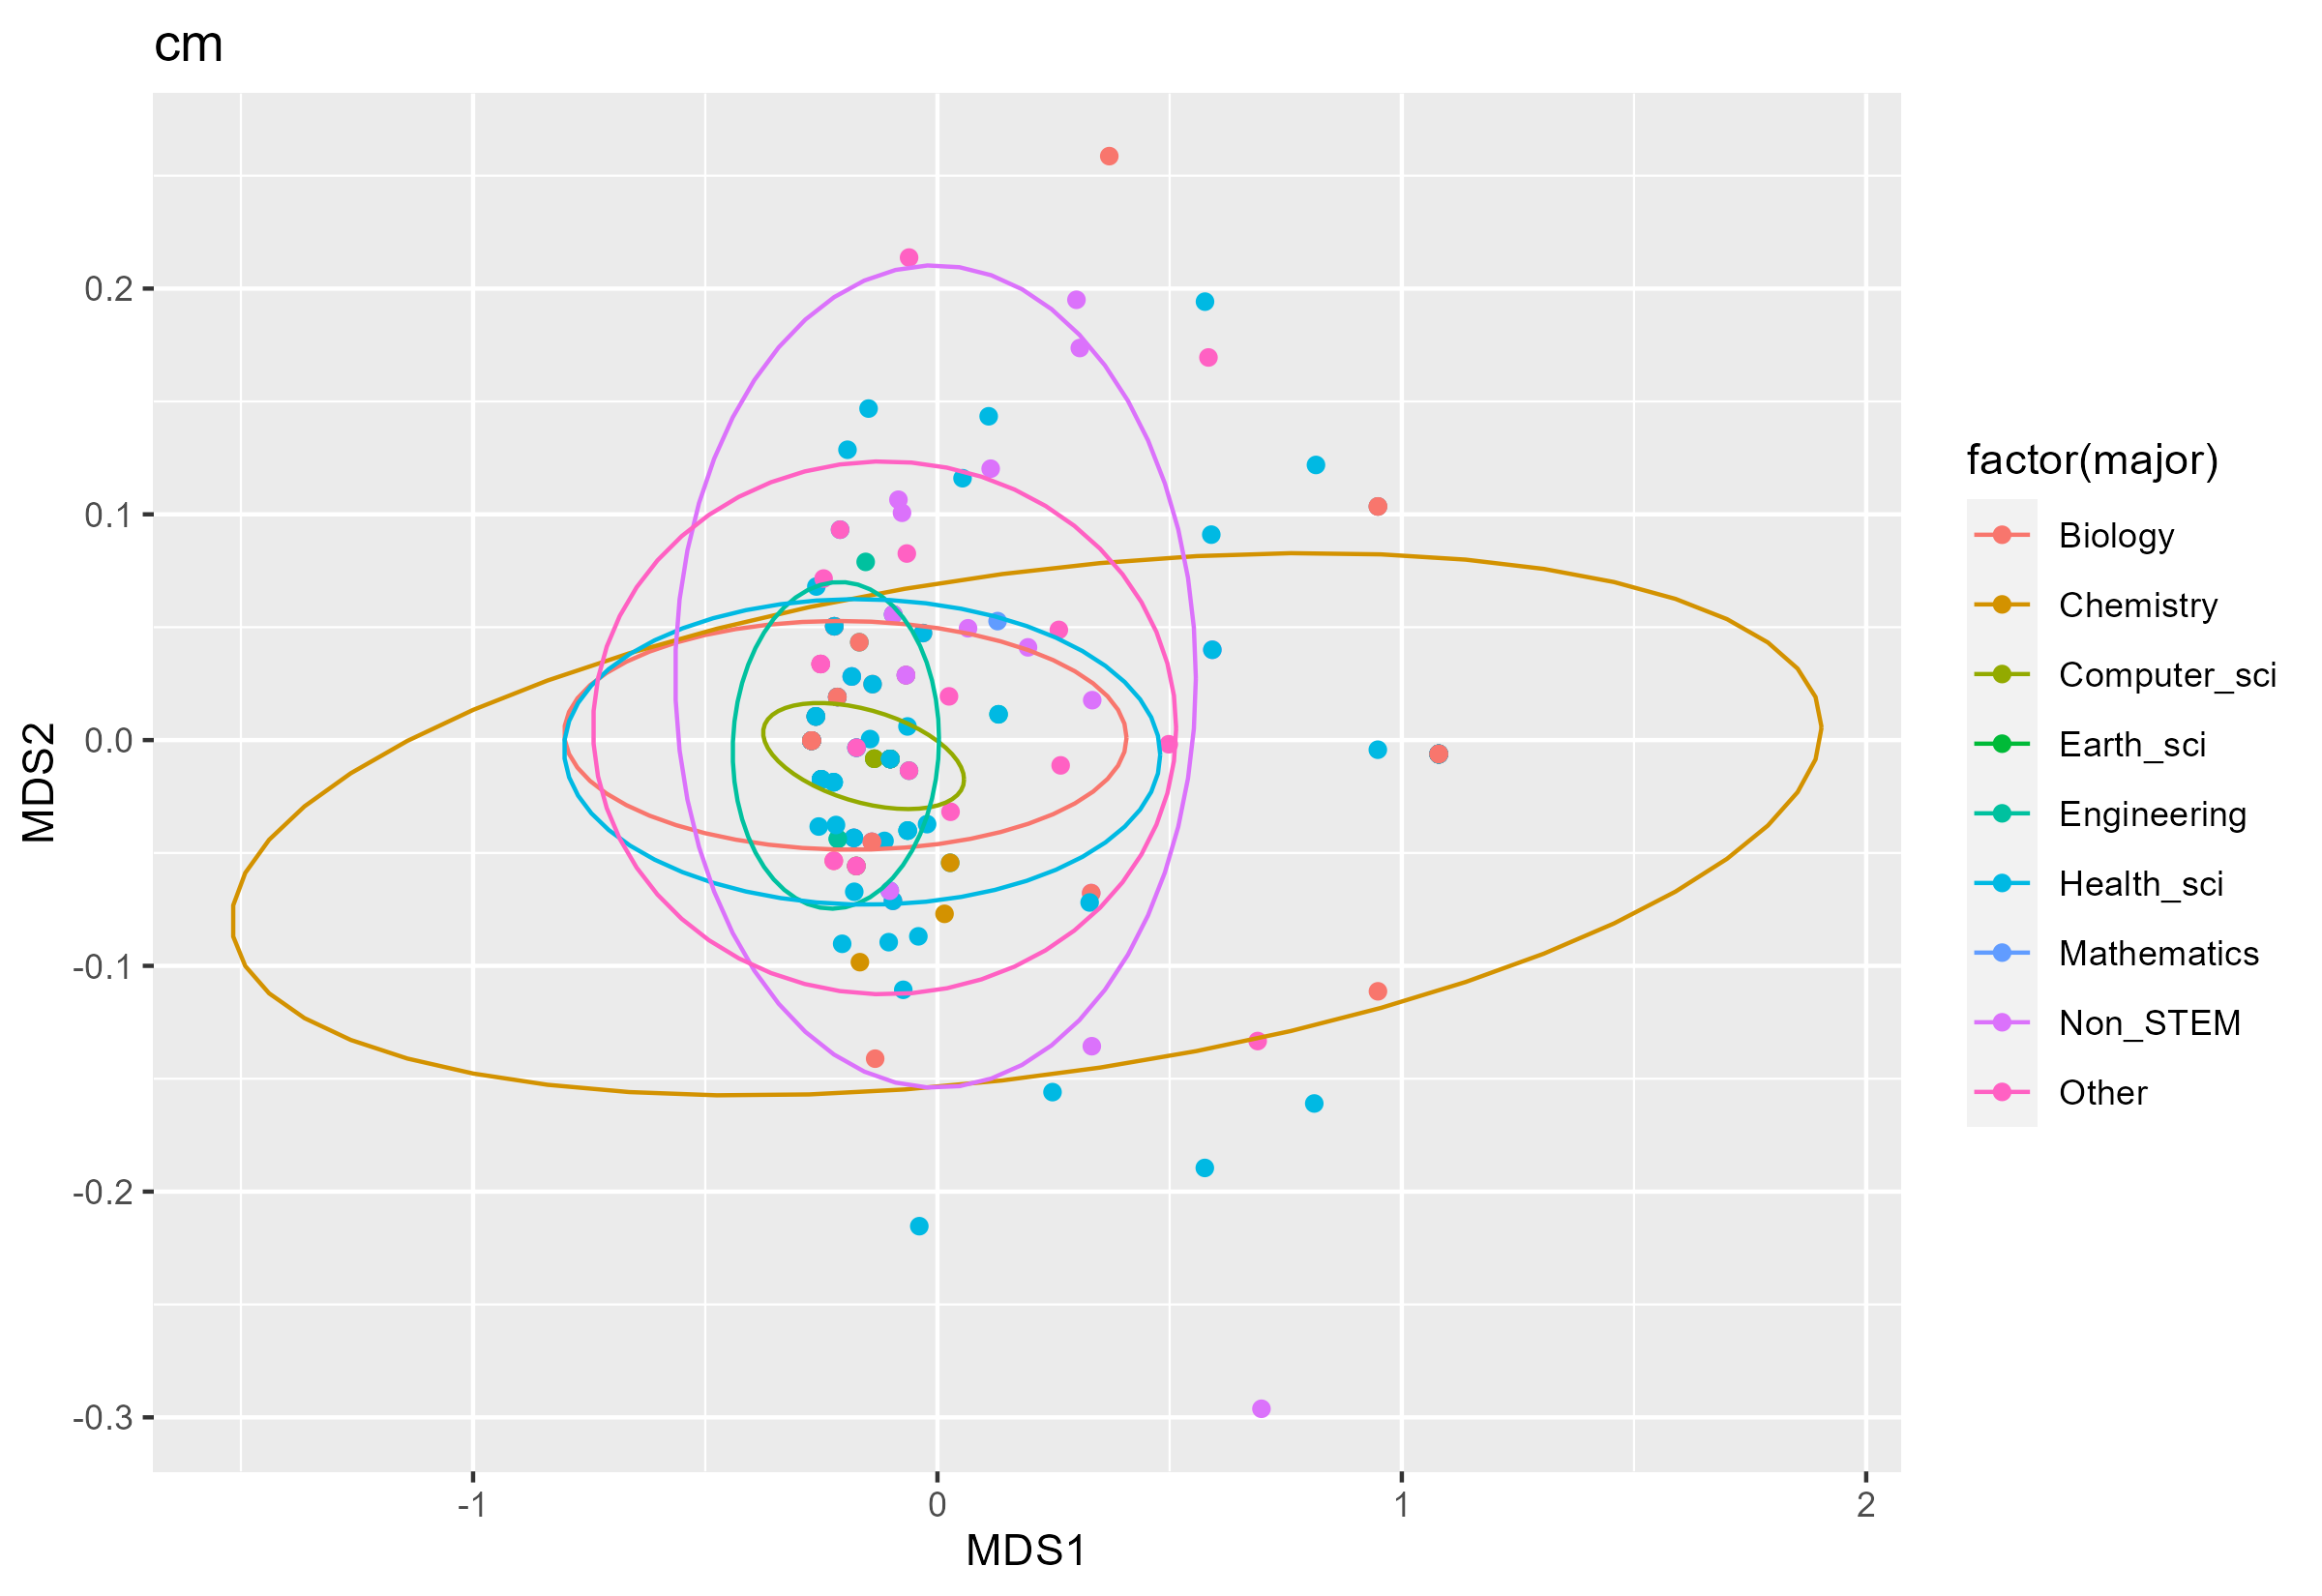 cm
MDS2
0.2
0.1
0.0
-0.1
-0.2
-0.3
-1
0
1
2
MDS1
factor(major)
Biology
Chemistry
Computer_sci
Earth_sci
Engineering
Health_sci
Mathematics
Non_STEM
Other